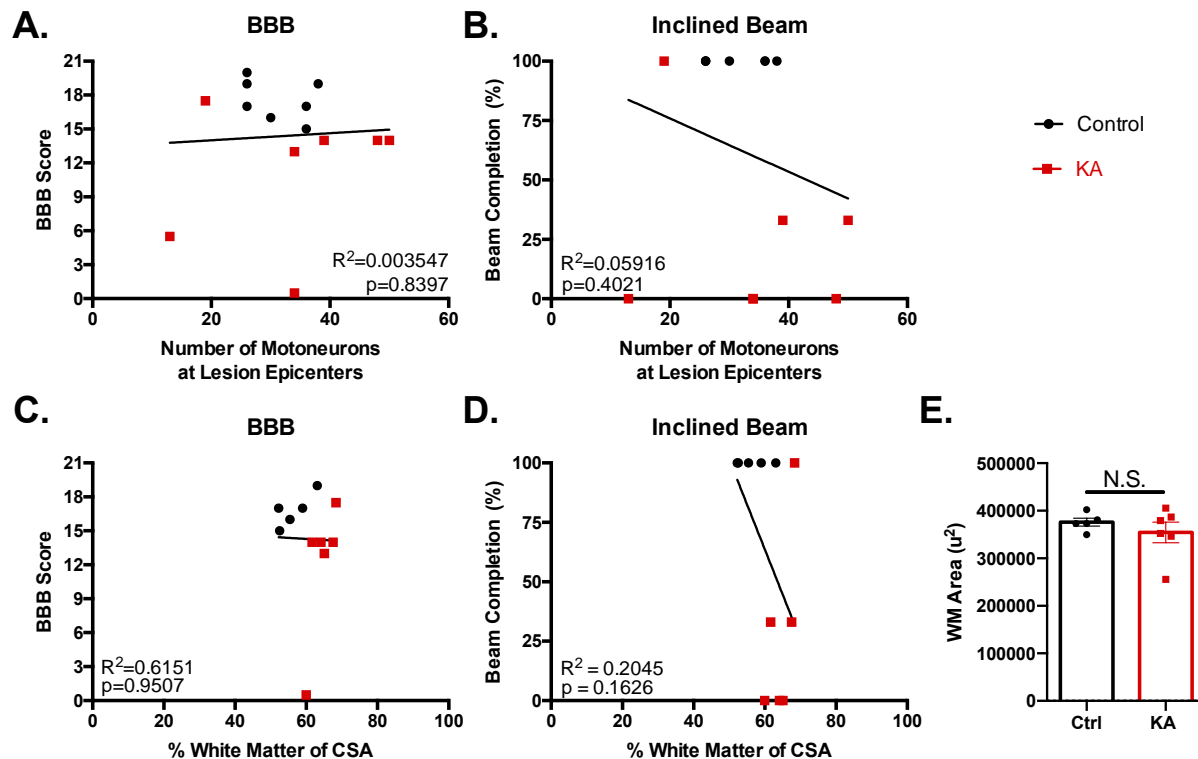 A.
BBB
BBB Score
21
18
15
12
9
6
3
0
0
20
40
60
R²=0.003547
p=0.8397
Number of Motoneurons
at Lesion Epicenters
B.
Inclined Beam
Beam Completion (%)
100
75
50
25
0
0
20
40
60
R²=0.05916
p=0.4021
Number of Motoneurons
at Lesion Epicenters
Control
KA
C.
BBB
BBB Score
21
18
15
12
9
6
3
0
0
20
40
60
80
100
R²=0.6151
p=0.9507
% White Matter of CSA
D.
Inclined Beam
Beam Completion (%)
100
75
50
25
0
0
20
40
60
80
100
R² = 0.2045
p = 0.1626
% White Matter of CSA
E.
WM Area (u²)
500000
400000
300000
200000
100000
0
N.S.
Ctrl
KA